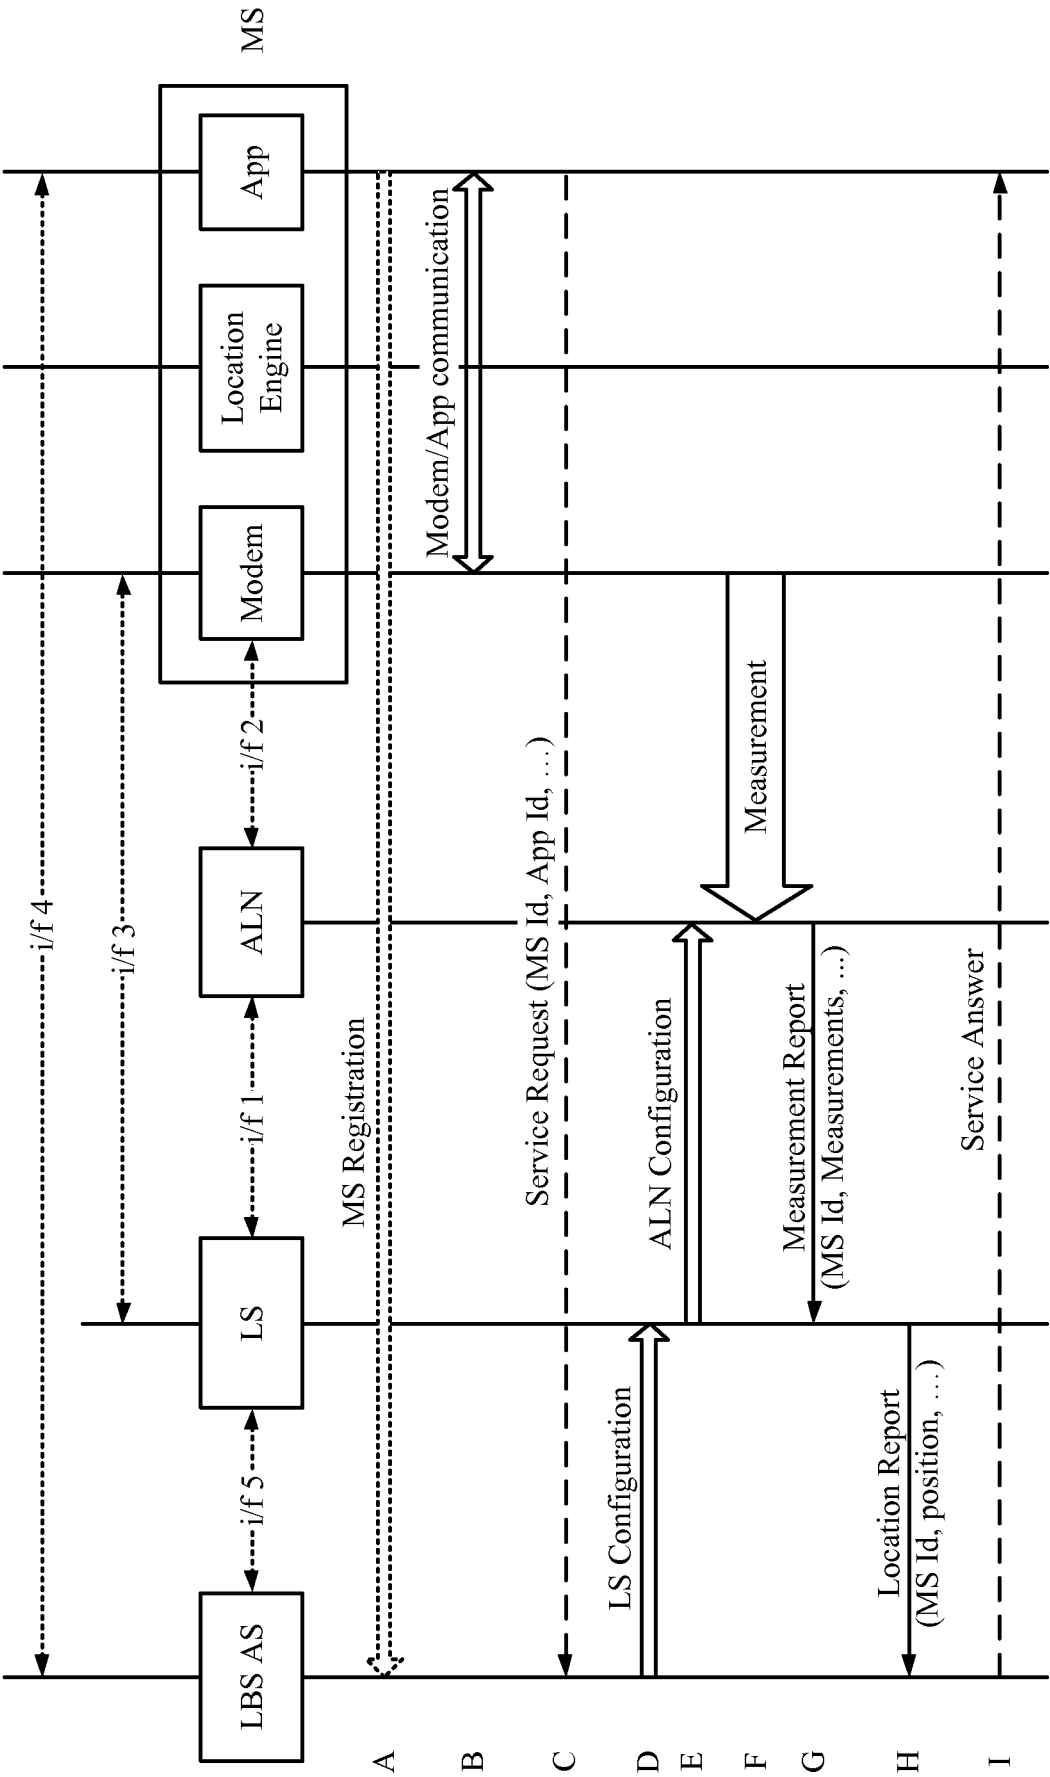 i/f 4
i/f 3
LBS AS
i/f 5
LS
i/f 1
ALN
i/f 2
Modem
Location
Engine
App
MS
A
MS Registration
B
Modem/App communication
C
Service Request (MS Id, App Id, …)
D
LS Configuration
E
ALN Configuration
F
Measurement
G
Measurement Report
(MS Id, Measurements, ...)
H
Location Report
(MS Id, position, …)
I
Service Answer